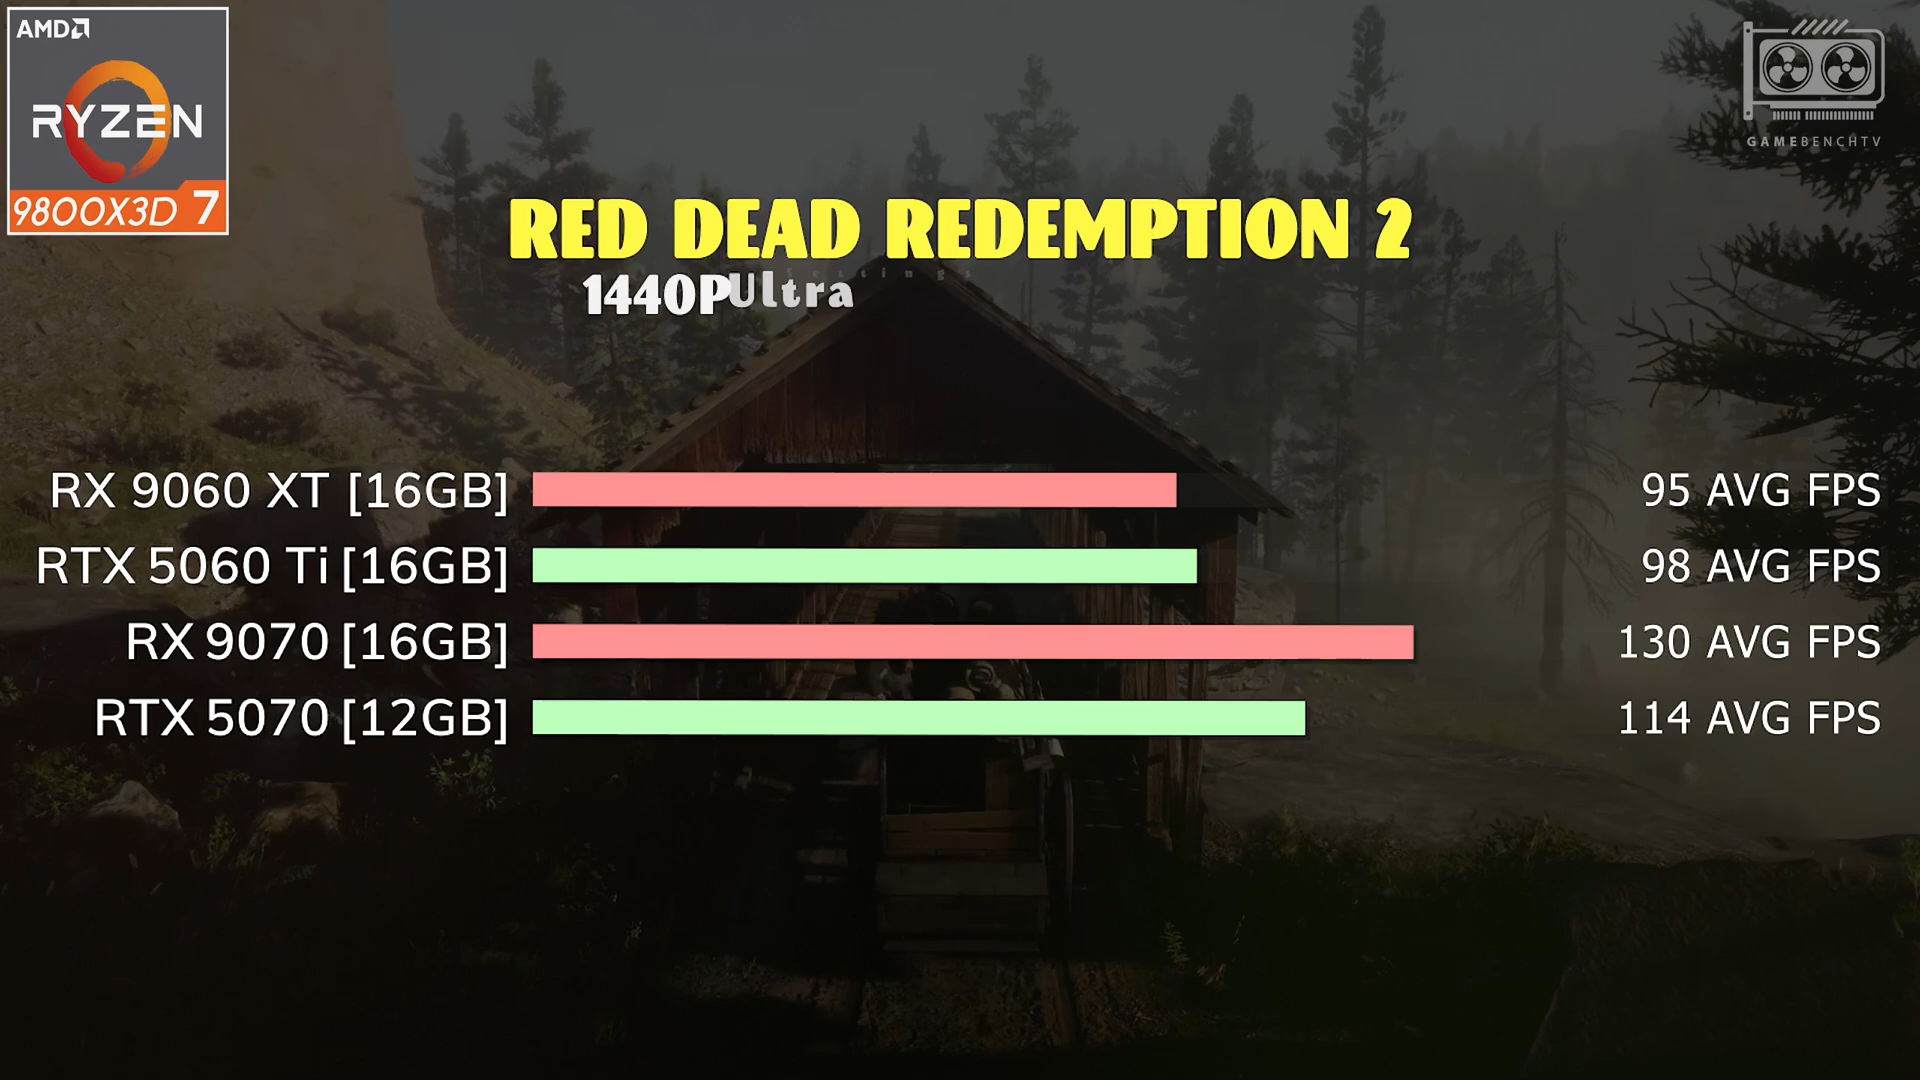 AMD
RYZEN
9800X3D 7
GAMEBENCHTV
RED DEAD REDEMPTION 2
1440P Ultra
Settings
RX 9060 XT [16GB] 95 AVG FPS
RTX 5060 Ti [16GB] 98 AVG FPS
RX 9070 [16GB] 130 AVG FPS
RTX 5070 [12GB] 114 AVG FPS